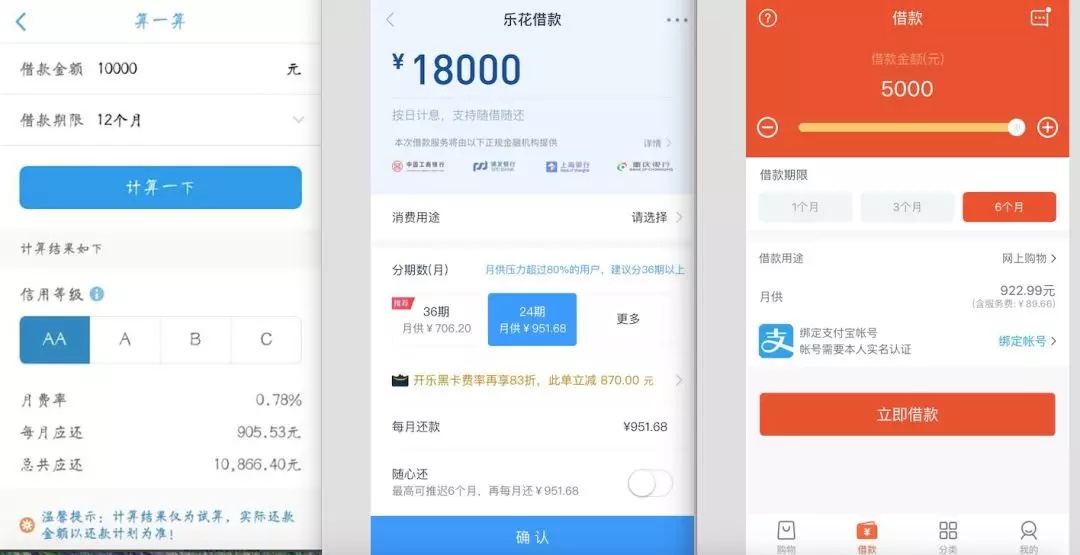 算一算
借款金额 10000 元
借款期限 12个月
计算一下
计算结果如下
信用等级
AA A B C
月费率 0.78%
每月应还 905.53元
总共应还 10,866.40元
温馨提示:计算结果仅为试算,实际还款
金额以还款计划为准!
乐花借款
¥18000
按日计息,支持随借随还
本次借款服务将由以下正规金融机构提供 详情
中国工商银行 浦发银行 上海银行 重庆银行
SPD BANK Bank of Shanghai BANK OF CHONGQING
消费用途 请选择
分期数(月) 月供压力超过80%的用户,建议分36期以上
推荐
36期 24期 更多
月供¥706.20 月供¥951.68
开乐黑卡费率再享83折,此单立减 870.00 元
每月还款 ¥951.68
随心还
最高可推迟6个月,再每月还¥951.68
确认
借款
借款金额(元)
5000
借款期限
1个月 3个月 6个月
借款用途 网上购物
月供 922.99元
(含服务费:¥89.66)
支
绑定支付宝帐号
帐号需要本人实名认证
绑定帐号
立即借款
购物 借款 分类 我的